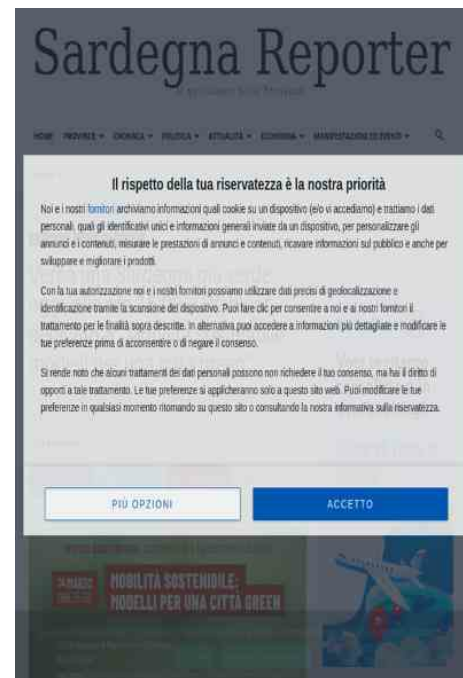 Sardegna Reporter
HOME PROVINCE CRONACA POLITICA ATTUALITÀ ECONOMIA MANIFESTAZIONI ED EVENTI
Il rispetto della tua riservatezza è la nostra priorità
Noi e i nostri fornitori archiviamo informazioni quali cookie su un dispositivo (e/o vi accediamo) e trattiamo i dati
personali, quali gli identificativi unici e informazioni generali inviate da un dispositivo, per personalizzare gli
annunci e i contenuti, misurare le prestazioni di annunci e contenuti, ricavare informazioni sul pubblico e anche per
sviluppare e migliorare i prodotti.
Con la tua autorizzazione noi e i nostri fornitori possiamo utilizzare dati precisi di geolocalizzazione e
identificazione tramite la scansione del dispositivo. Puoi fare clic per consentire a noi e ai nostri fornitori il
trattamento per le finalità sopra descritte. In alternativa puoi accedere a informazioni più dettagliate e modificare le
tue preferenze prima di acconsentire o di negare il consenso.
Si rende noto che alcuni trattamenti dei dati personali possono non richiedere il tuo consenso, ma hai il diritto di
opporti a tale trattamento. Le tue preferenze si applicheranno solo a questo sito web. Puoi modificare le tue
preferenze in qualsiasi momento ritornando su questo sito o consultando la nostra informativa sulla riservatezza.
PIÙ OPZIONI
ACCETTO
MOBILITÀ SOSTENIBILE:
MODELLI PER UNA CITTÀ GREEN